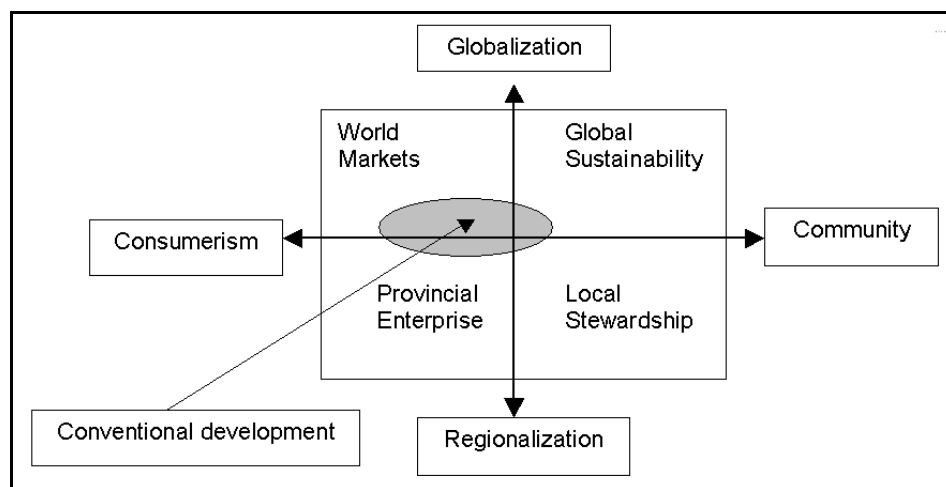 Globalization
World
Markets
Global
Sustainability
Consumerism
Community
Provincial
Enterprise
Local
Stewardship
Conventional development
Regionalization